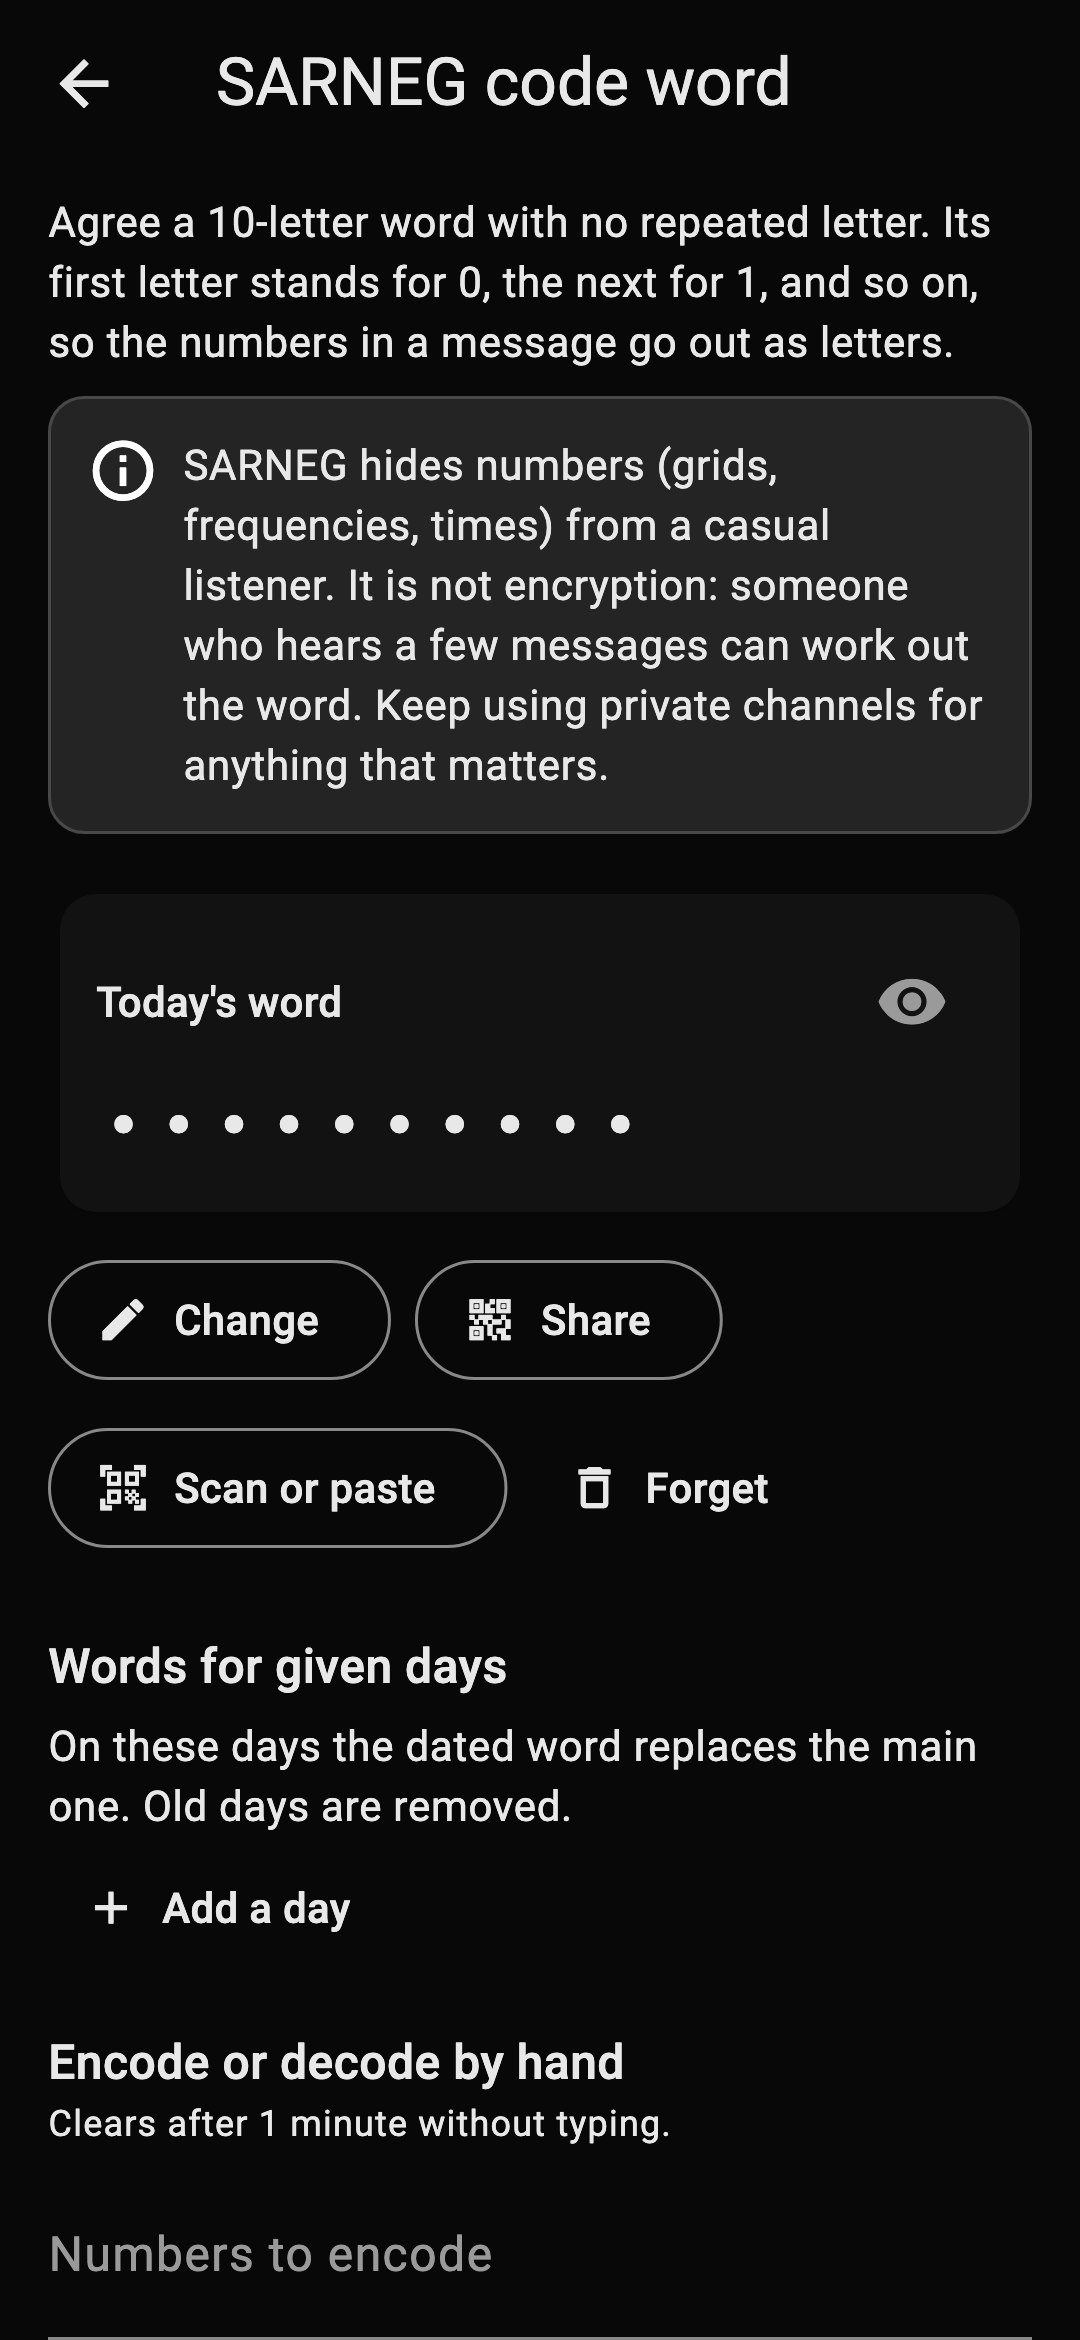 SARNEG code word
Agree a 10-letter word with no repeated letter. Its
first letter stands for 0, the next for 1, and so on,
so the numbers in a message go out as letters.
SARNEG hides numbers (grids,
frequencies, times) from a casual
listener. It is not encryption: someone
who hears a few messages can work out
the word. Keep using private channels for
anything that matters.
Today's word
• • • • • • • • • •
Change
Share
Scan or paste
Forget
Words for given days
On these days the dated word replaces the main
one. Old days are removed.
+ Add a day
Encode or decode by hand
Clears after 1 minute without typing.
Numbers to encode